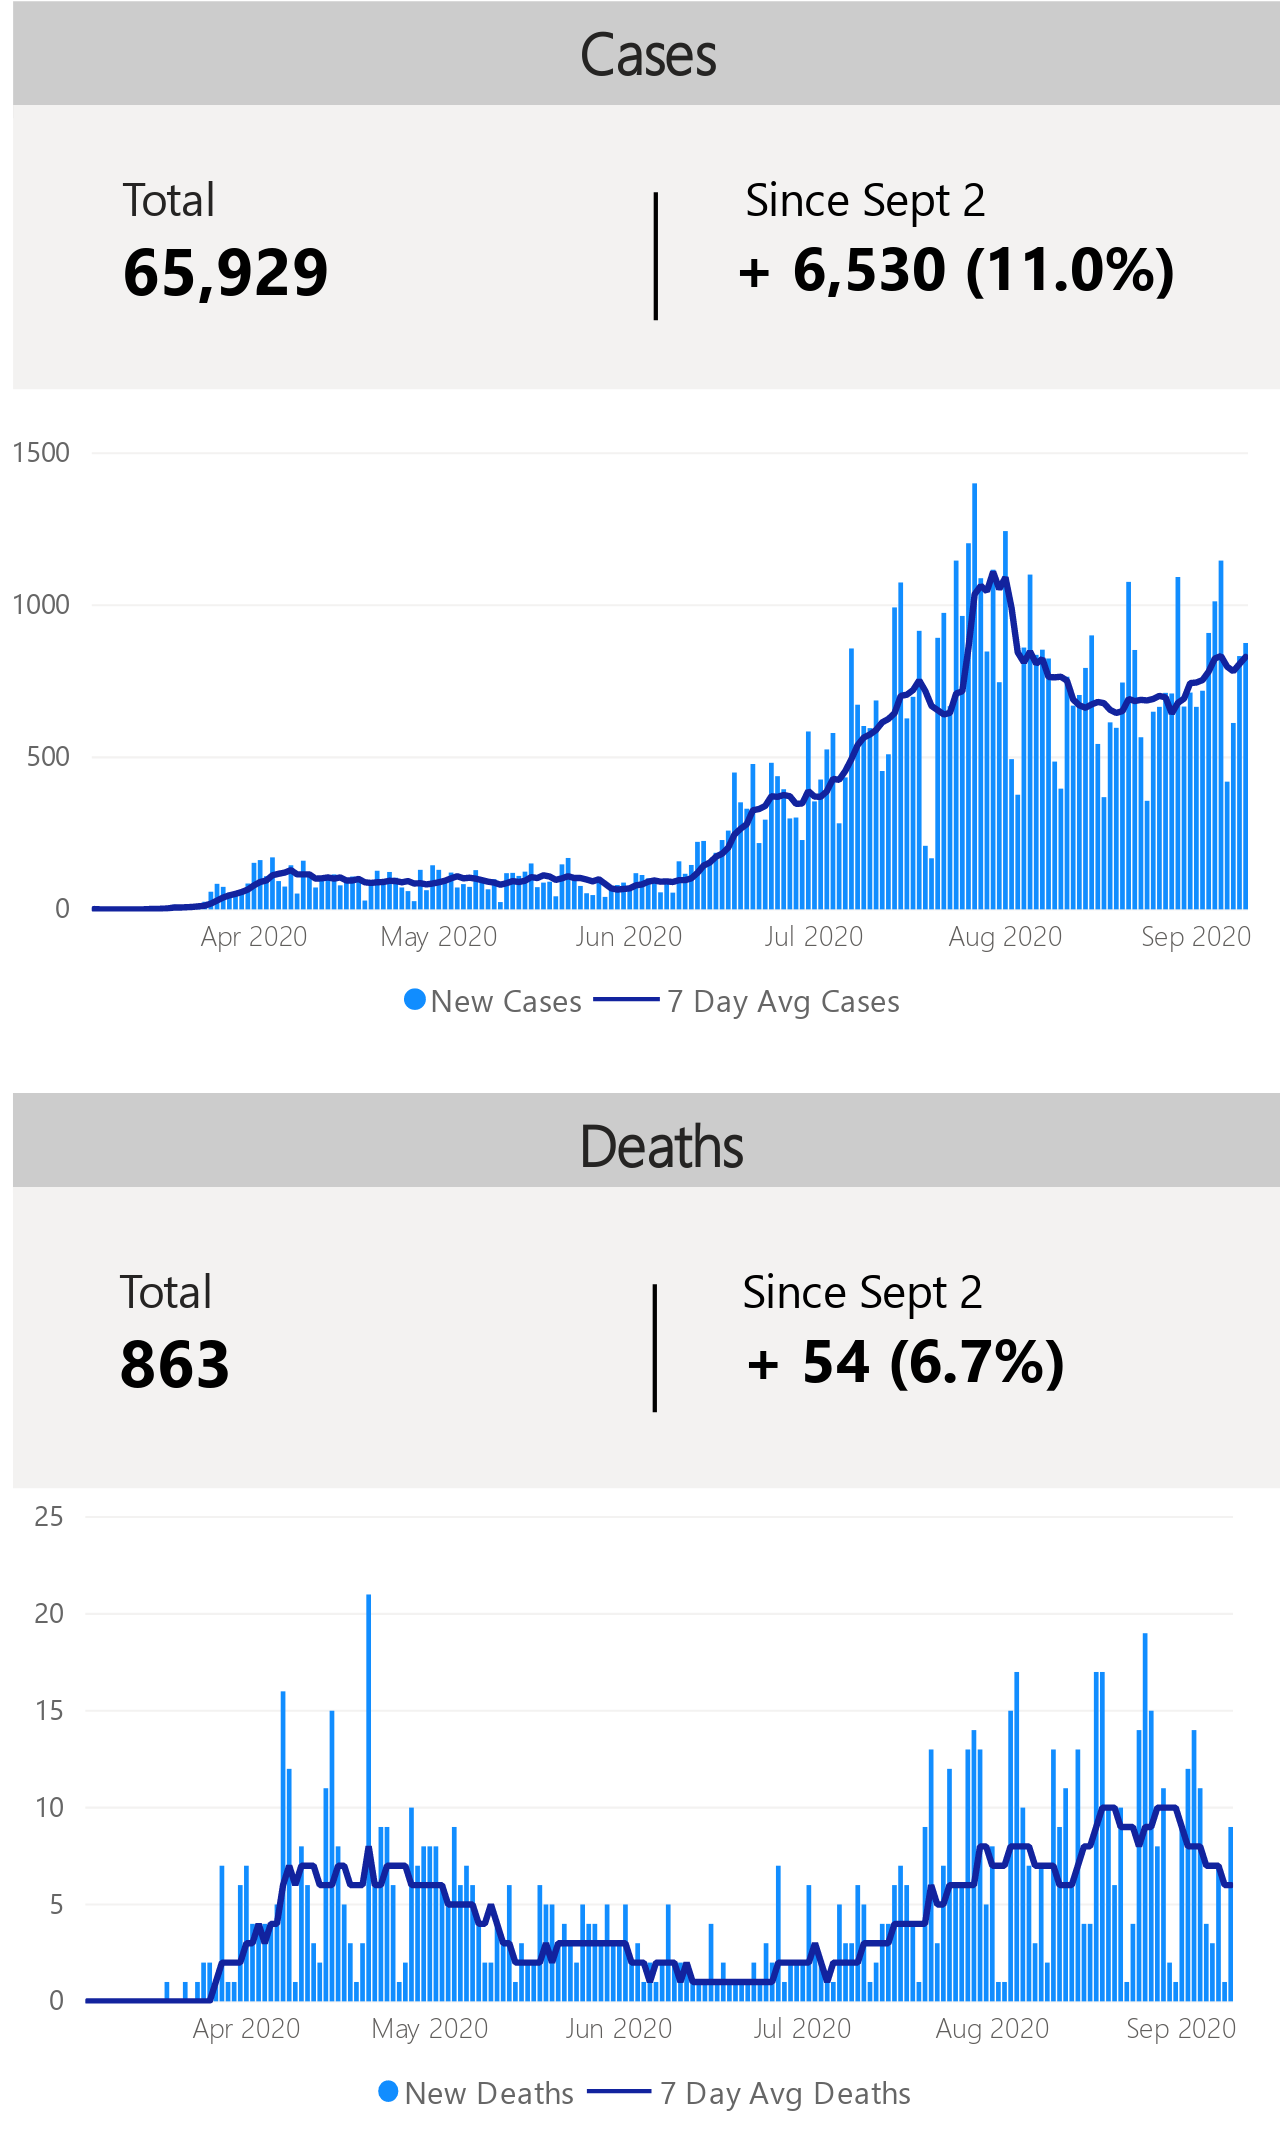 Cases
Total
Since Sept 2
65,929
+ 6,530 (11.0%)
1500
1000
500
0
Apr 2020
May 2020
Jun 2020
Jul 2020
Aug 2020
Sep 2020
New Cases
7 Day Avg Cases
Deaths
Total
Since Sept 2
863
+ 54 (6.7%)
25
20
15
10
5
0
Apr 2020
May 2020
Jun 2020
Jul 2020
Aug 2020
Sep 2020
New Deaths
7 Day Avg Deaths